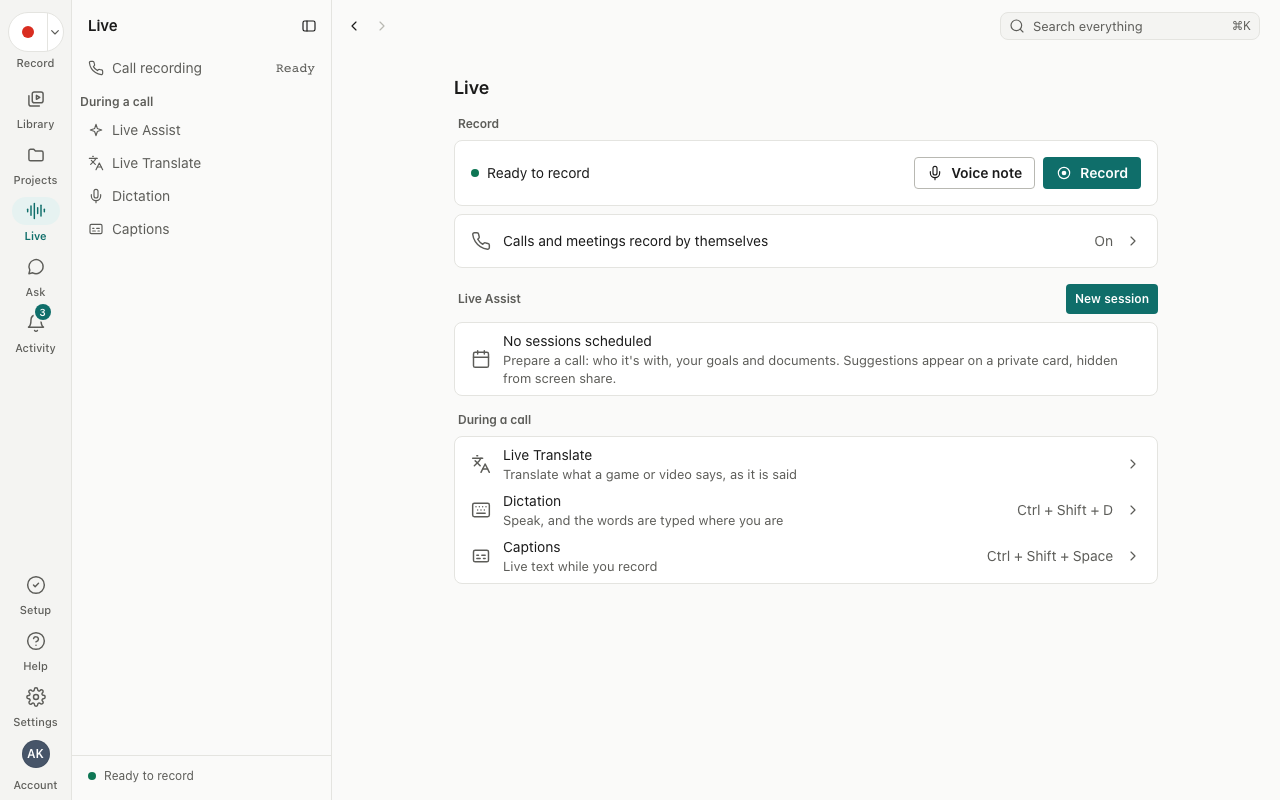 Record
Library
Projects
Live
Ask
3
Activity
Setup
Help
Settings
AK
Account
Live
Call recording
Ready
During a call
Live Assist
Live Translate
Dictation
Captions
Ready to record
Search everything
⌘K
Live
Record
Ready to record
Voice note
Record
Calls and meetings record by themselves
On
Live Assist
New session
No sessions scheduled
Prepare a call: who it's with, your goals and documents. Suggestions appear on a private card, hidden
from screen share.
During a call
Live Translate
Translate what a game or video says, as it is said
Dictation
Speak, and the words are typed where you are
Ctrl + Shift + D
Captions
Live text while you record
Ctrl + Shift + Space